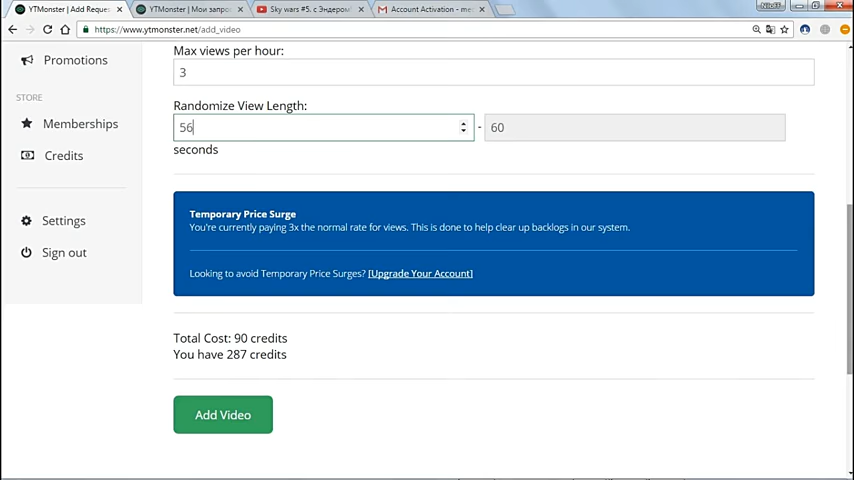 YTMonster | Add Reque
YTMonster | Мои запро
Sky wars #5. с Эндером
Account Activation - me
NikitY
https://www.ytmonster.net/add_video
Max views per hour:
Promotions
3
STORE
Randomize View Length:
Memberships
56 - 60
Credits
seconds
Temporary Price Surge
Settings
You're currently paying 3x the normal rate for views. This is done to help clear up backlogs in our system.
Sign out
Looking to avoid Temporary Price Surges? [Upgrade Your Account]
Total Cost: 90 credits
You have 287 credits
Add Video